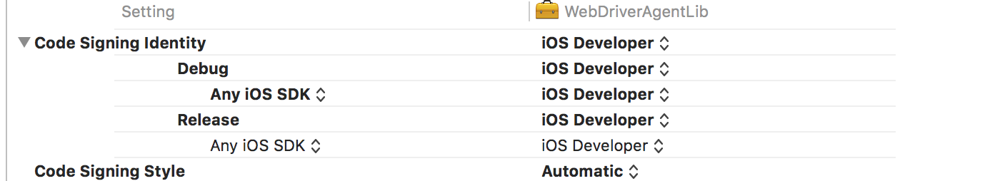 Setting WebDriverAgentLib
Code Signing Identity iOS Developer
Debug iOS Developer
Any iOS SDK iOS Developer
Release iOS Developer
Any iOS SDK iOS Developer
Code Signing Style Automatic